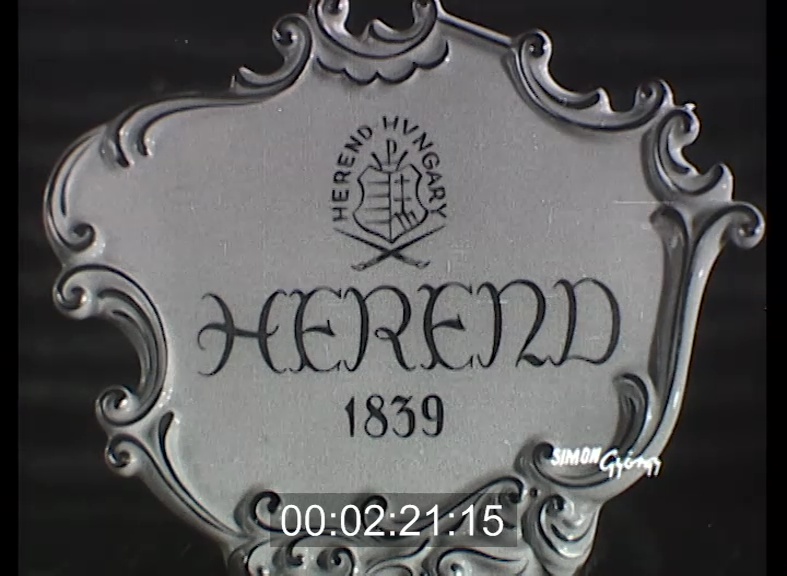 HEREND HVNGARY
P
HEREND
1839
SIMON György
00:02:21:15